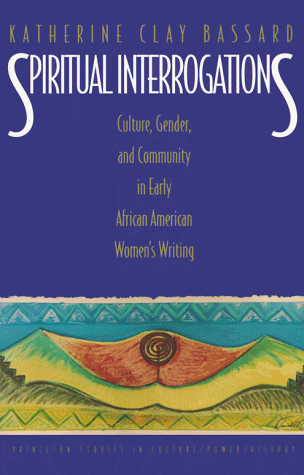 KATHERINE CLAY BASSARD
SPIRITUAL INTERROGATIONS
Culture, Gender,
and Community
in Early
African American
Women's Writing
PRINCETON STUDIES IN CULTURE/POWER/HISTORY